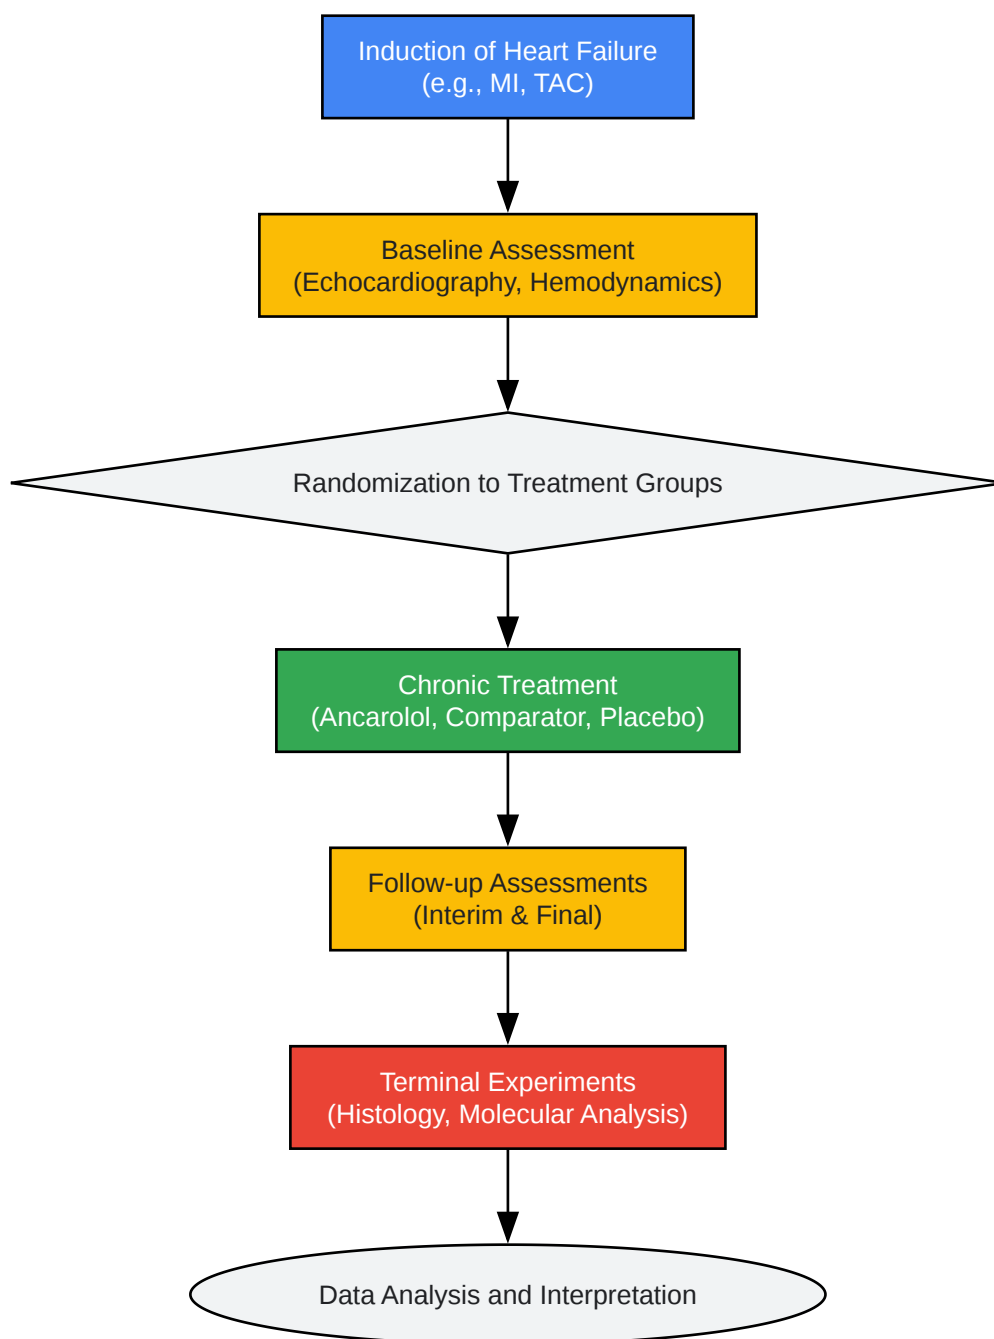 Induction of Heart Failure
(e.g., MI, TAC)
Baseline Assessment
(Echocardiography, Hemodynamics)
Randomization to Treatment Groups
Chronic Treatment
(Ancarolol, Comparator, Placebo)
Follow-up Assessments
(Interim & Final)
Terminal Experiments
(Histology, Molecular Analysis)
Data Analysis and Interpretation